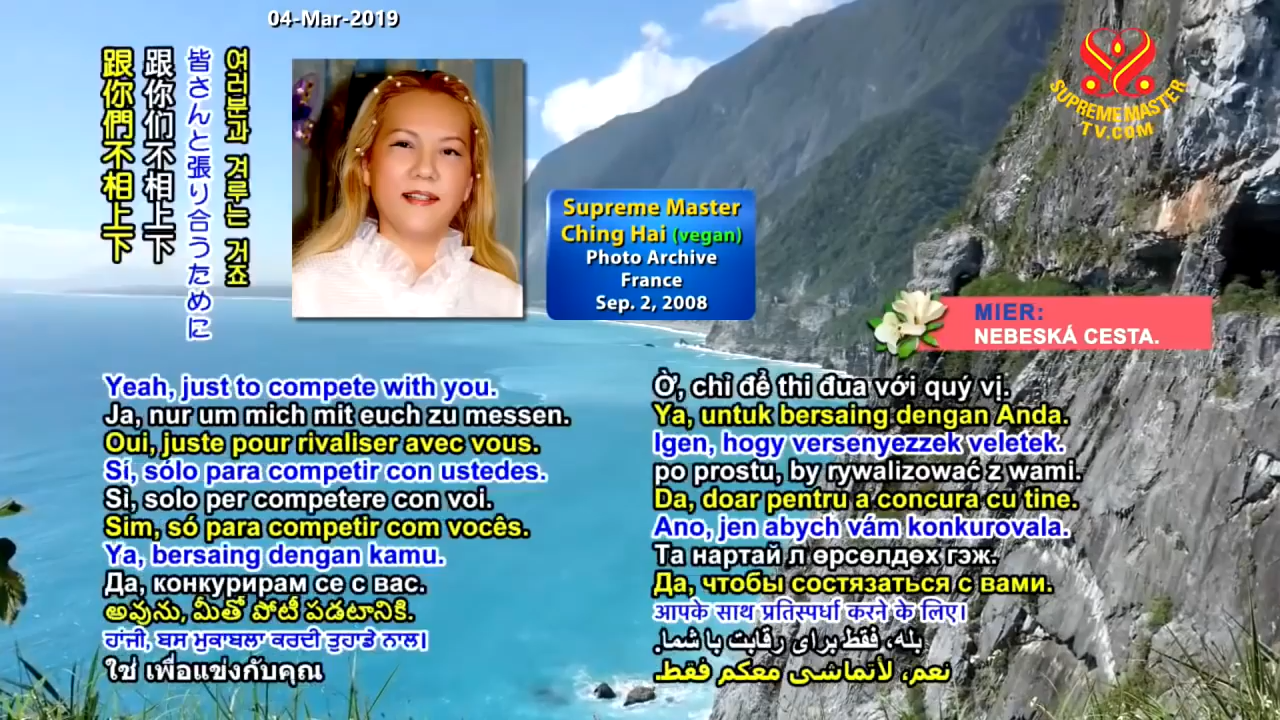 04-Mar-2019
跟你們不相上下
跟你们不相上下
皆さんと張り合うために
여러분과 겨루는 거죠
SUPREME MASTER
TV.COM
Supreme Master
Ching Hai (vegan)
Photo Archive
France
Sep. 2, 2008
MIER:
NEBESKÁ CESTA.
Yeah, just to compete with you.
Ja, nur um mich mit euch zu messen.
Oui, juste pour rivaliser avec vous.
Sí, sólo para competir con ustedes.
Sì, solo per competere con voi.
Sim, só para competir com vocês.
Ya, bersaing dengan kamu.
Да, конкурирам се с вас.
అవును, మీతో పోటీ పడటానికి.
ਹਾਂਜੀ, ਬਸ ਮੁਕਾਬਲਾ ਕਰਦੀ ਤੁਹਾਡੇ ਨਾਲ।
ใช่ เพื่อแข่งกับคุณ
Ờ, chỉ để thi đua với quý vị.
Ya, untuk bersaing dengan Anda.
Igen, hogy versenyezzek veletek.
po prostu, by rywalizować z wami.
Da, doar pentru a concura cu tine.
Ano, jen abych vám konkurovala.
Та нартай л өрсөлдөх гэж.
Да, чтобы состязаться с вами.
आपके साथ प्रतिस्पर्धा करने के लिए।
بله، فقط برای رقابت با شما.
نعم، لأتماشى معكم فقط.